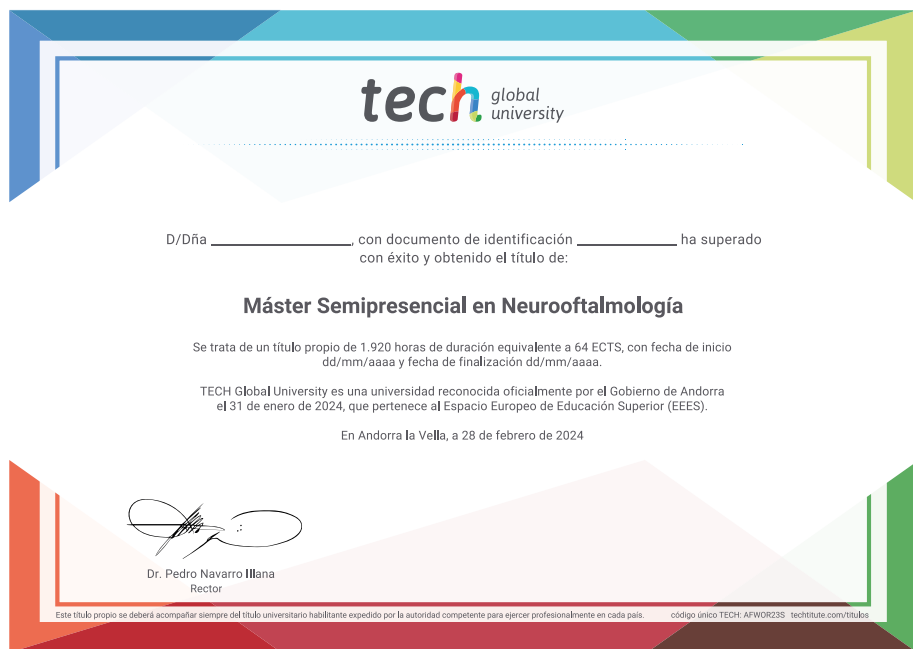 tech global university
D/Dña ____________________, con documento de identificación ______________ ha superado
con éxito y obtenido el título de:
Máster Semipresencial en Neurooftalmología
Se trata de un título propio de 1.920 horas de duración equivalente a 64 ECTS, con fecha de inicio
dd/mm/aaaa y fecha de finalización dd/mm/aaaa.
TECH Global University es una universidad reconocida oficialmente por el Gobierno de Andorra
el 31 de enero de 2024, que pertenece al Espacio Europeo de Educación Superior (EEES).
En Andorra la Vella, a 28 de febrero de 2024
Dr. Pedro Navarro Illana
Rector
Este título propio se deberá acompañar siempre del título universitario habilitante expedido por la autoridad competente para ejercer profesionalmente en cada país. código único TECH: AFWOR23S techtitute.com/titulos